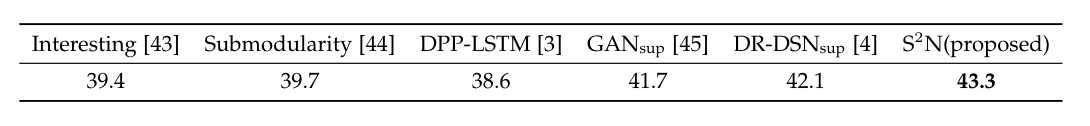 Interesting [43] Submodularity [44] DPP-LSTM [3] GANsup [45] DR-DSNsup [4] S²N(proposed)
39.4 39.7 38.6 41.7 42.1 43.3